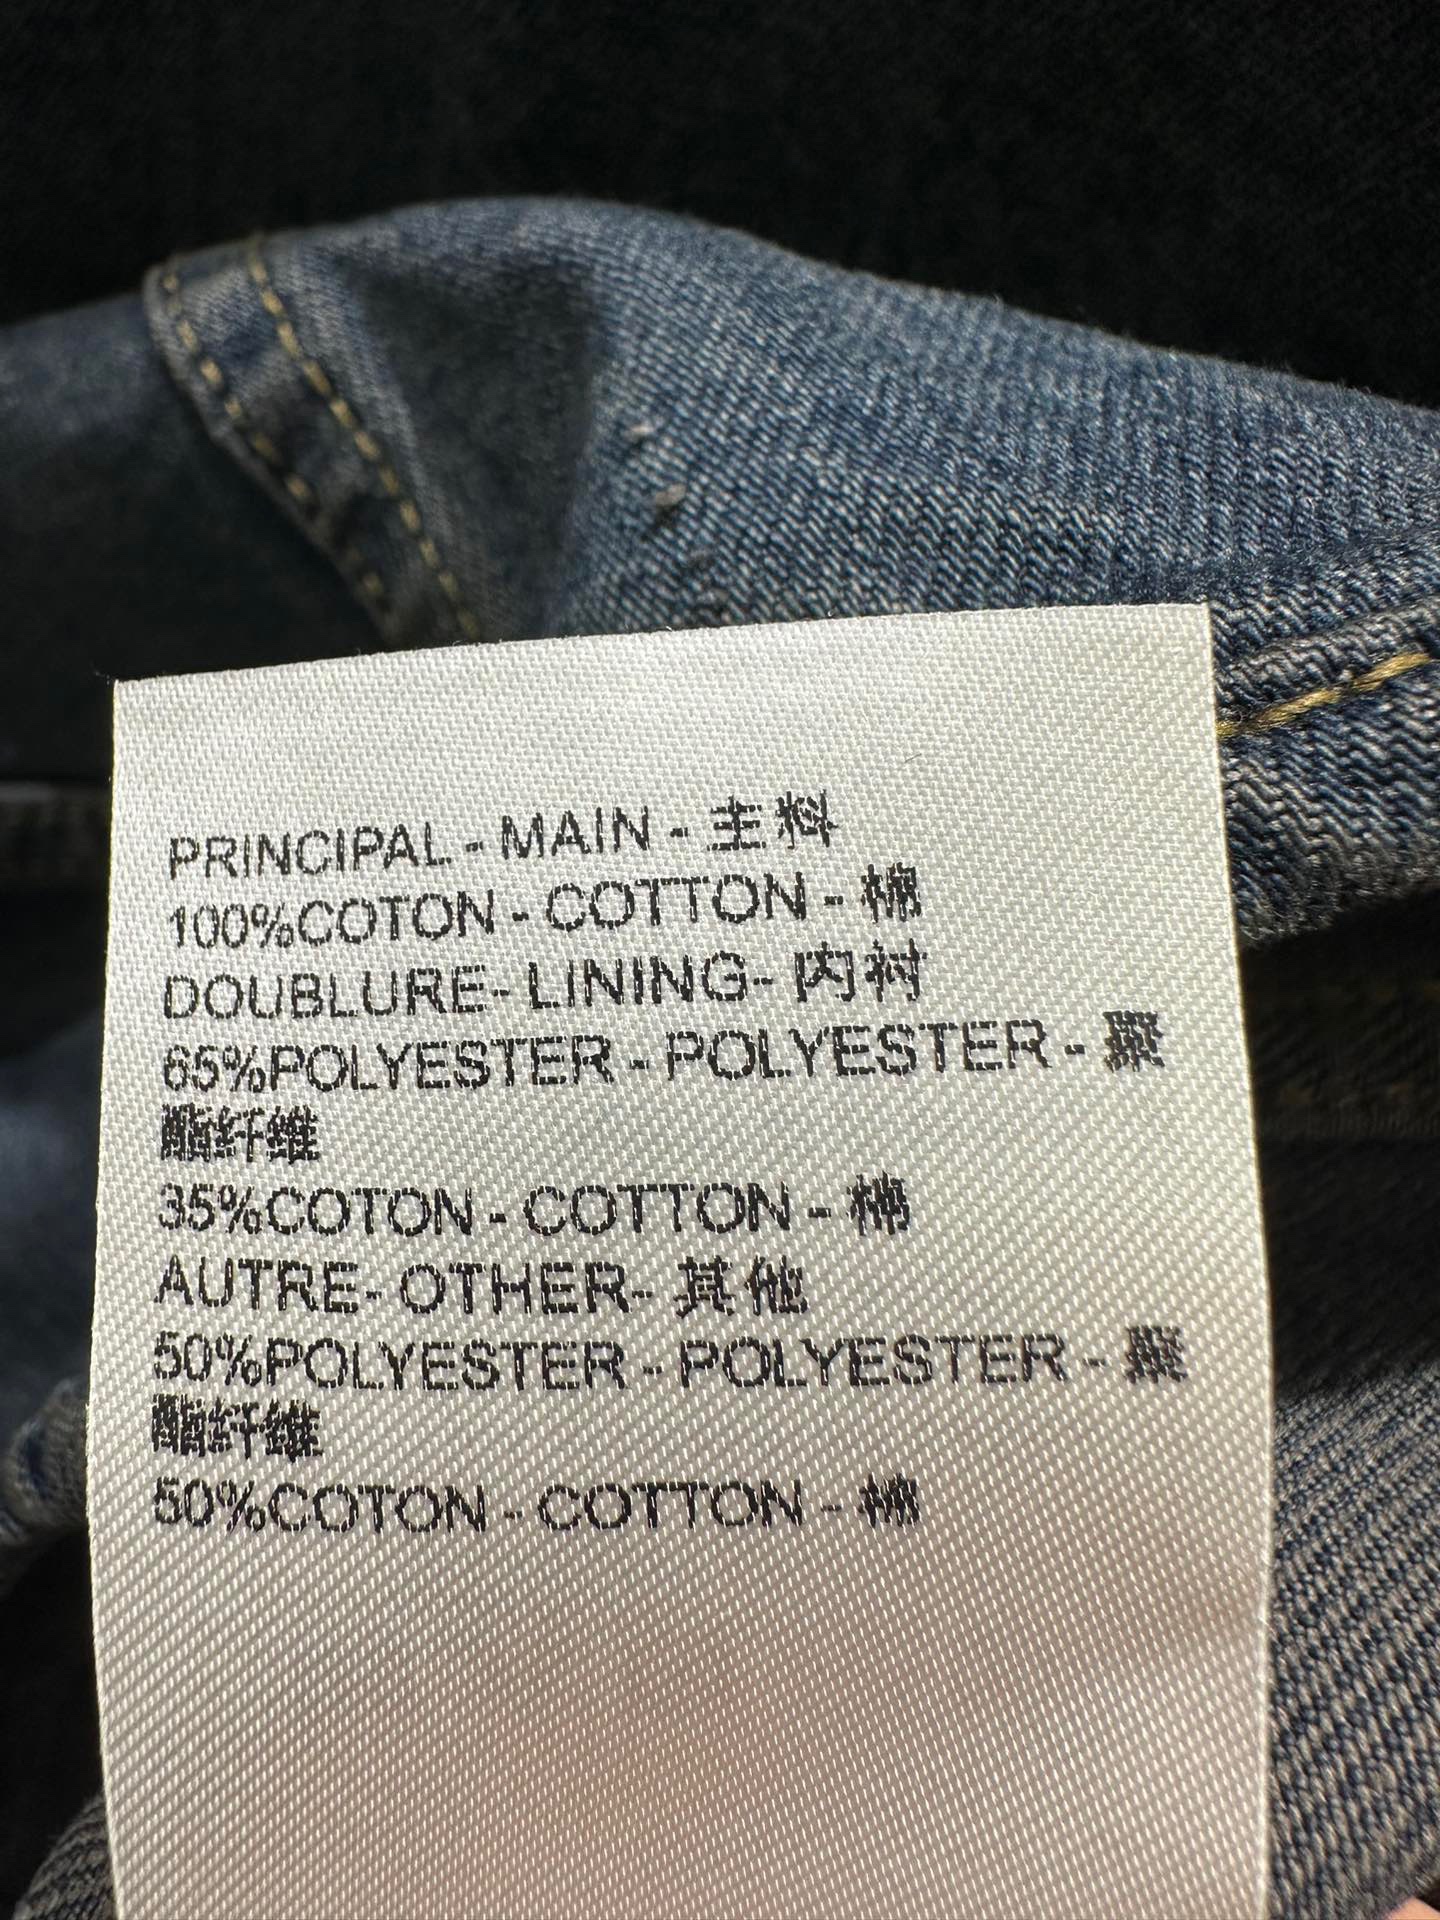 PRINCIPAL - MAIN - 主料
100%COTON - COTTON - 棉
DOUBLURE- LINING- 内衬
65%POLYESTER - POLYESTER - 聚
酯纤维
35%COTON - COTTON - 棉
AUTRE- OTHER- 其他
50%POLYESTER - POLYESTER - 聚
酯纤维
50%COTON - COTTON - 棉